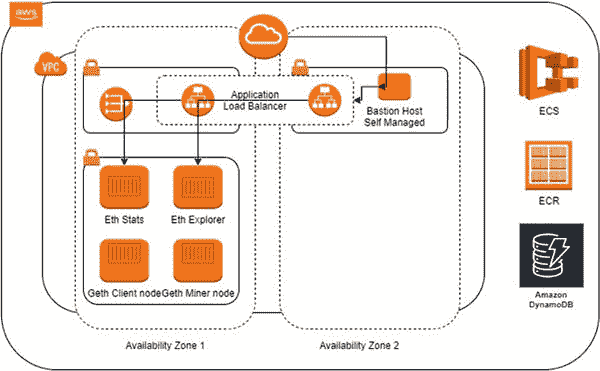 aws
VPC
Application
Load Balancer
Bastion Host
Self Managed
Eth Stats
Eth Explorer
Geth Client node
Geth Miner node
Availability Zone 1
Availability Zone 2
ECS
ECR
Amazon
DynamoDB